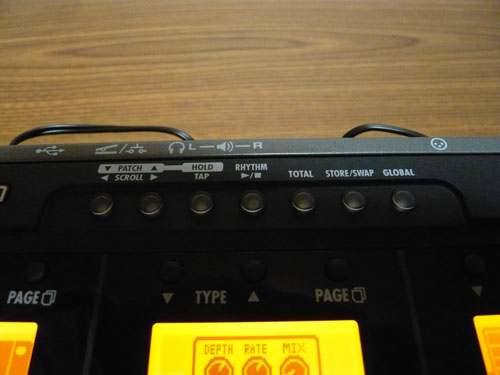 L R
PATCH HOLD RHYTHM
SCROLL TAP TOTAL STORE/SWAP GLOBAL
PAGE TYPE PAGE
DEPTH RATE MIX